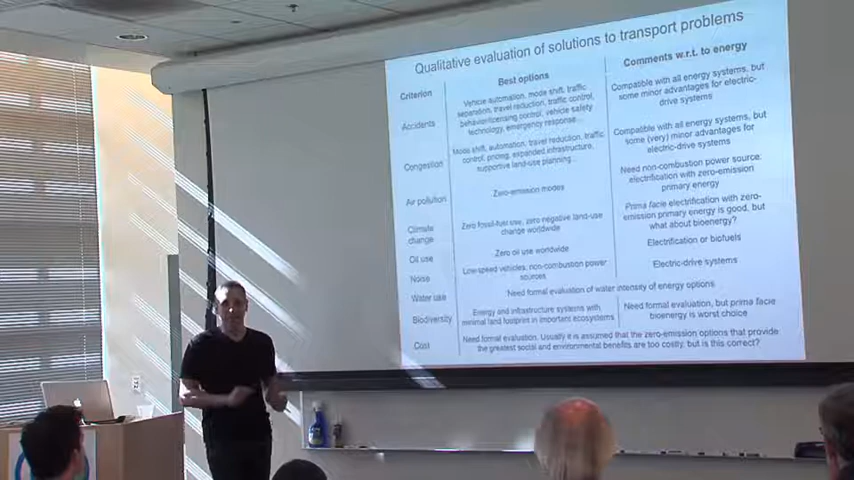 Qualitative evaluation of solutions to transport problems
Criterion
Best options
Comments w.r.t. to energy
Accidents
Vehicle automation, mode shift, traffic
separation, travel reduction, traffic control,
behavior/licensing control, vehicle safety
technology, emergency response...
Compatible with all energy systems, but
some minor advantages for electric-
drive systems
Congestion
Mode shift, automation, travel reduction, traffic
control, pricing, expanded infrastructure,
supportive land-use planning...
Compatible with all energy systems, but
some (very) minor advantages for
electric-drive systems
Air pollution
Zero-emission modes
Need non-combustion power source:
electrification with zero-emission
primary energy
Climate
change
Zero fossil-fuel use, zero negative land-use
change worldwide
Prima facie electrification with zero-
emission primary energy is good, but
what about bioenergy?
Oil use
Zero oil use worldwide
Electrification or biofuels
Noise
Low-speed vehicles, non-combustion power
sources
Electric-drive systems
Water use
Need formal evaluation of water intensity of energy options
Biodiversity
Energy and infrastructure systems with
minimal land footprint in important ecosystems
Need formal evaluation, but prima facie
bioenergy is worst choice
Cost
Need formal evaluation. Usually it is assumed that the zero-emission options that provide
the greatest social and environmental benefits are too costly, but is this correct?